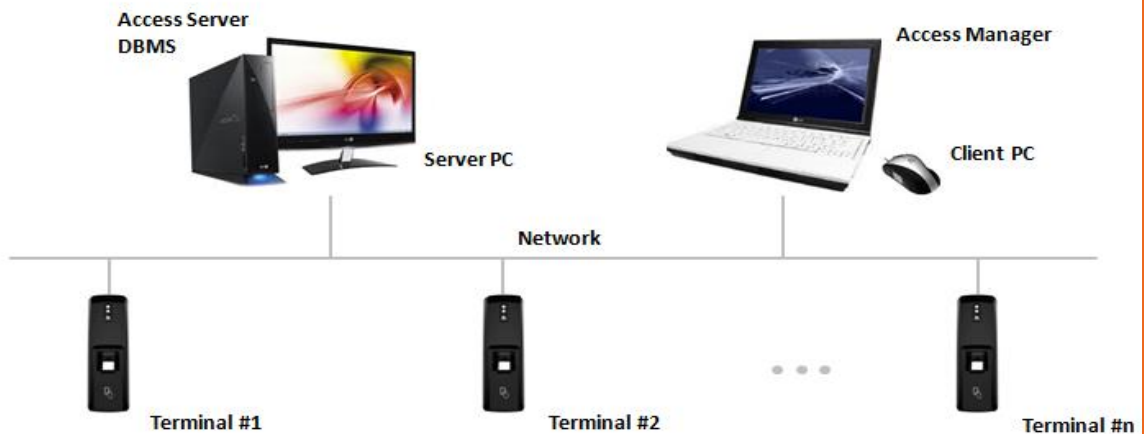 Access Server
DBMS
Access Manager
Server PC
Client PC
Network
Terminal #1
Terminal #2
Terminal #n